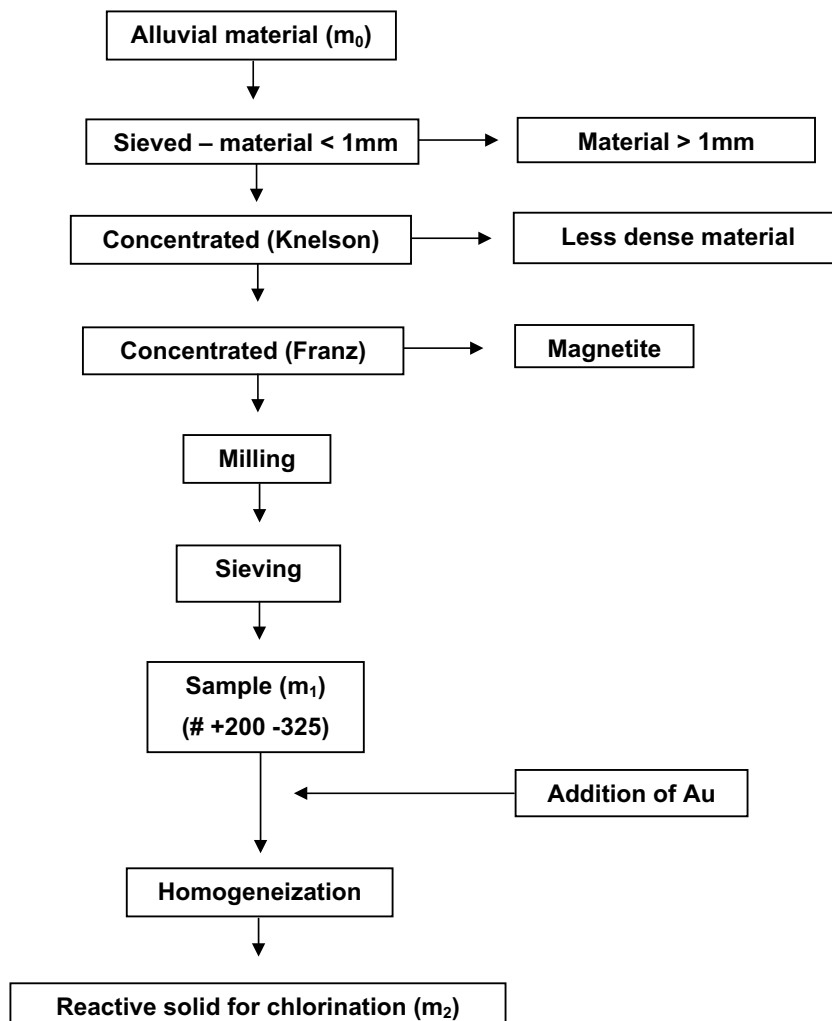 Alluvial material (m₀)
Sieved – material < 1mm
Material > 1mm
Concentrated (Knelson)
Less dense material
Concentrated (Franz)
Magnetite
Milling
Sieving
Sample (m₁)
(# +200 -325)
Addition of Au
Homogeneization
Reactive solid for chlorination (m₂)